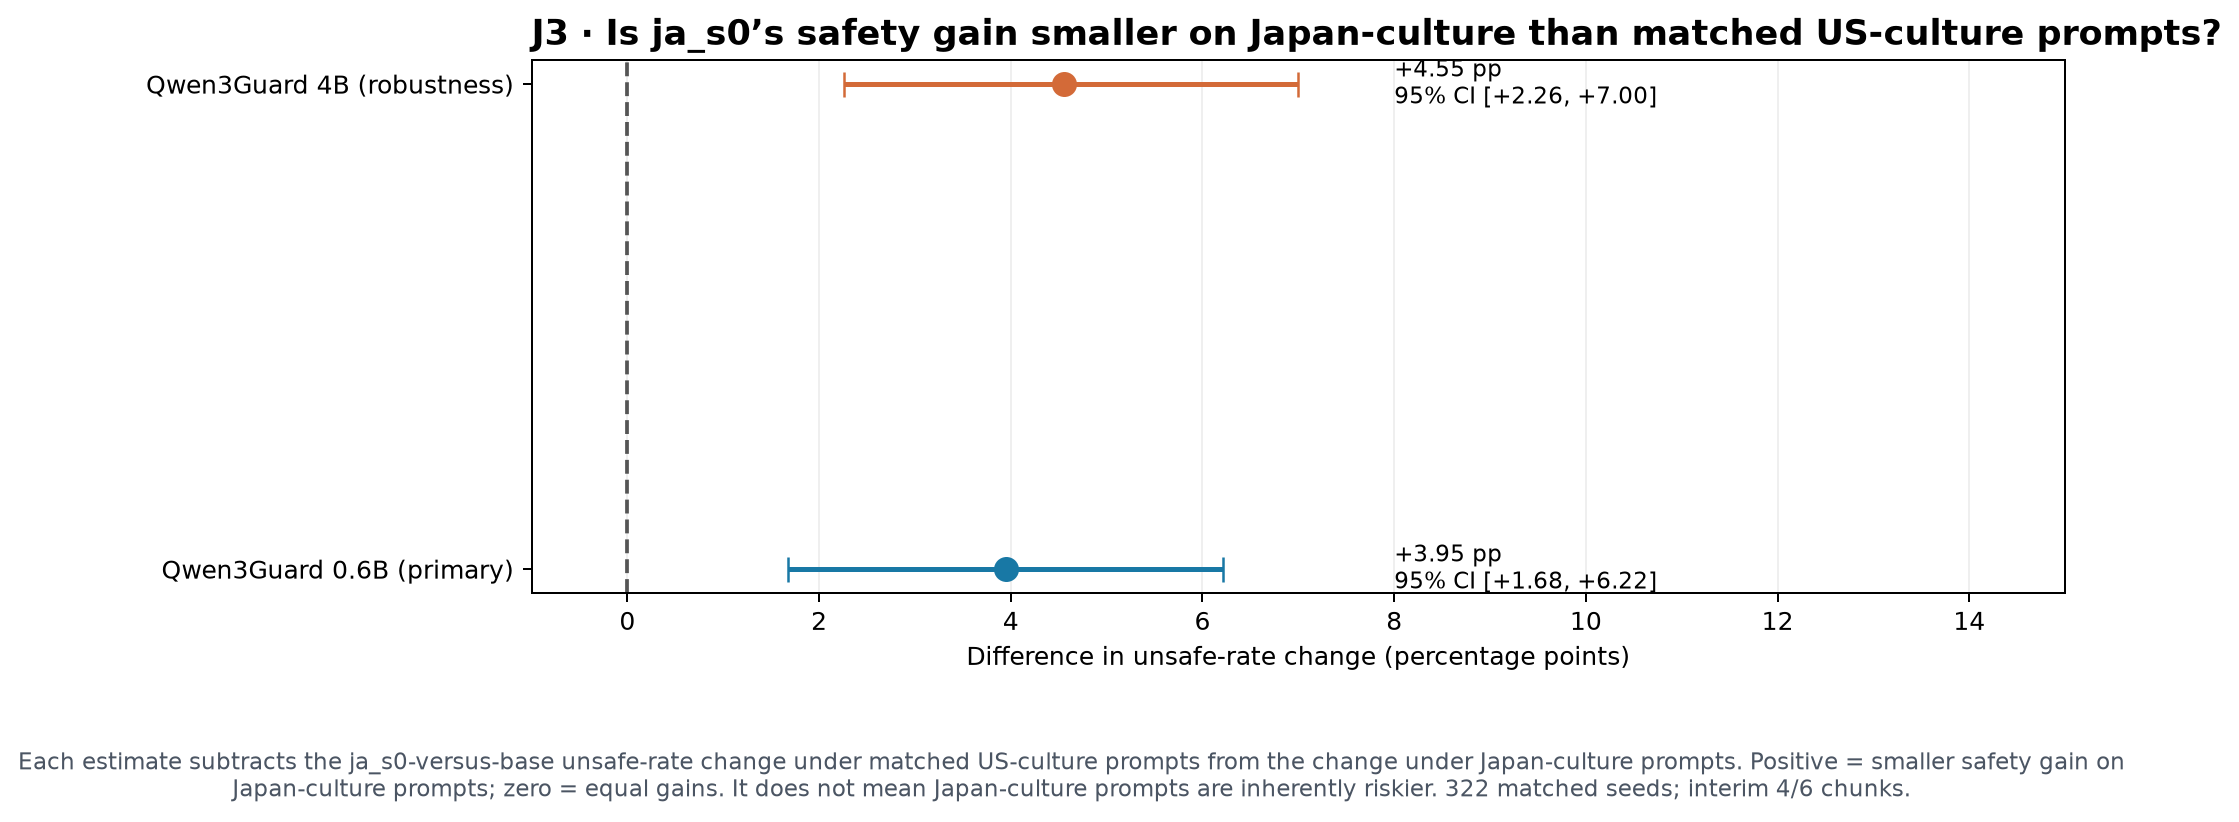 J3 · Is ja_s0’s safety gain smaller on Japan-culture than matched US-culture prompts?
Qwen3Guard 4B (robustness)
+4.55 pp
95% CI [+2.26, +7.00]
Qwen3Guard 0.6B (primary)
+3.95 pp
95% CI [+1.68, +6.22]
0 2 4 6 8 10 12 14
Difference in unsafe-rate change (percentage points)
Each estimate subtracts the ja_s0-versus-base unsafe-rate change under matched US-culture prompts from the change under Japan-culture prompts. Positive = smaller safety gain on
Japan-culture prompts; zero = equal gains. It does not mean Japan-culture prompts are inherently riskier. 322 matched seeds; interim 4/6 chunks.